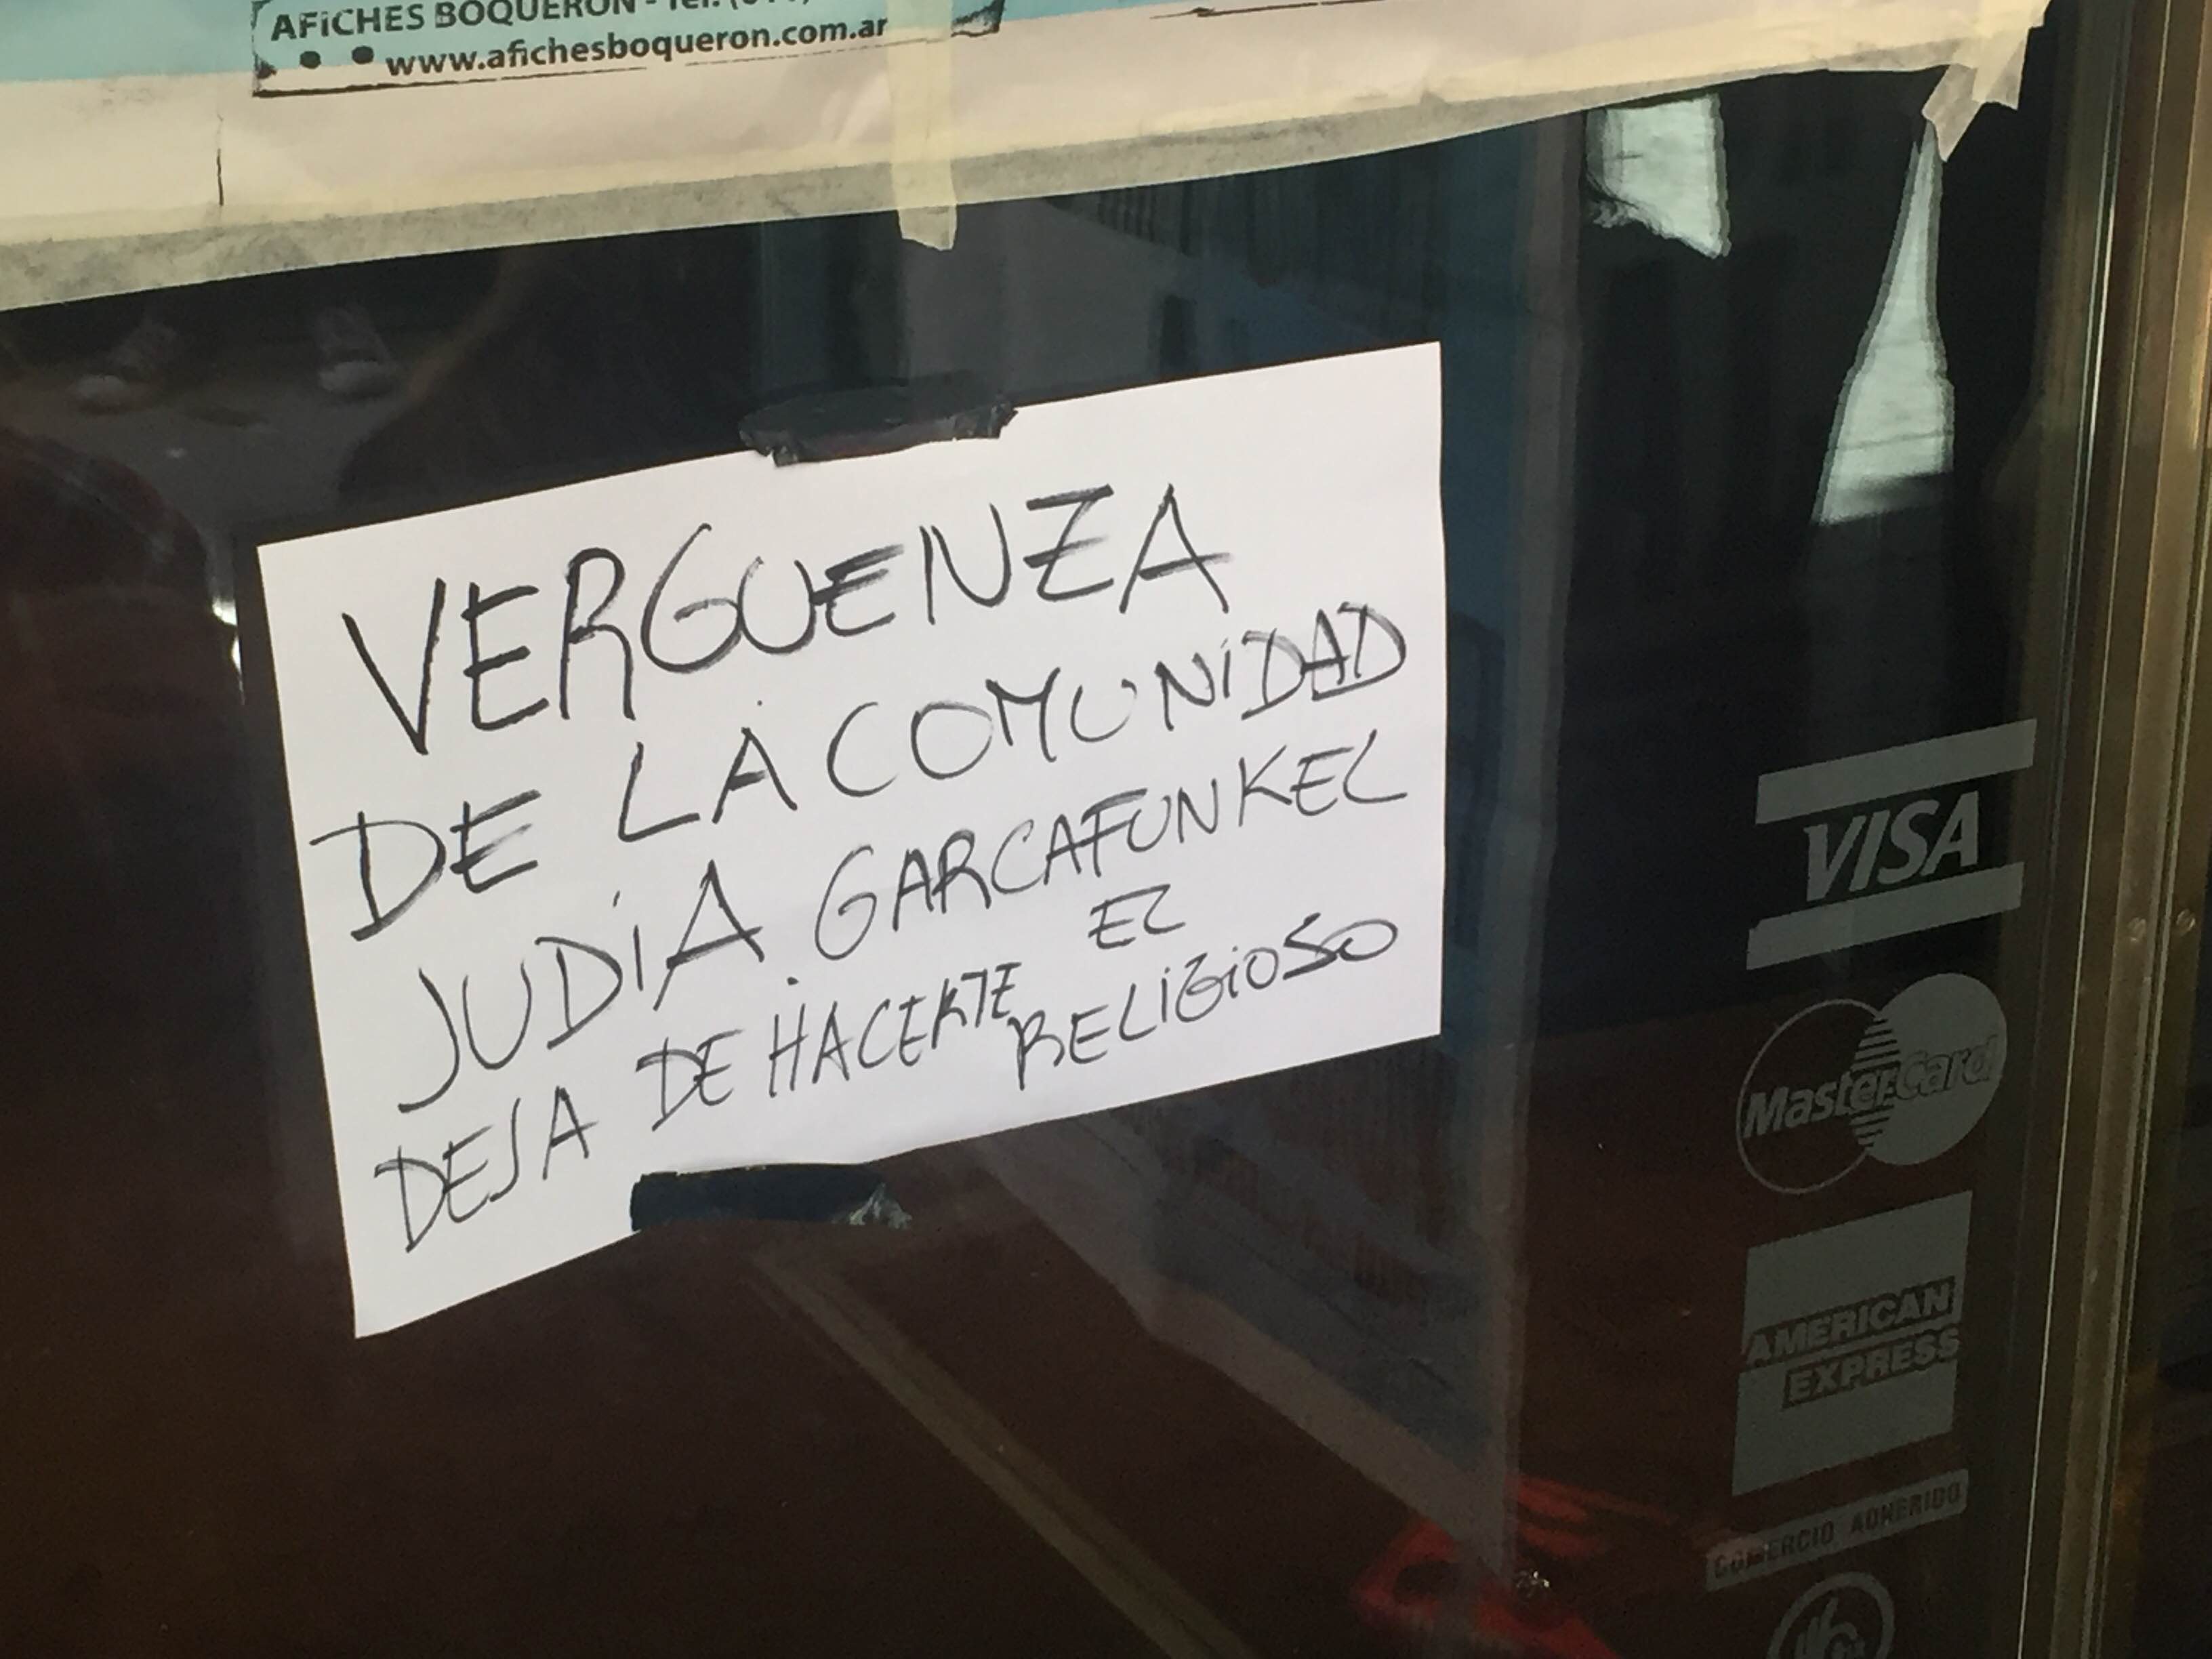 AFiCHES BOQUERON - Tel.
www.afichesboqueron.com.ar
VERGUENZA
DE LA COMUNIDAD
JUDiA GARCAFUNKEL
DEJA DE HACERTE EL
RELiGiOSO
VISA
MasterCard
AMERICAN
EXPRESS
COMERCIO ADHERIDO